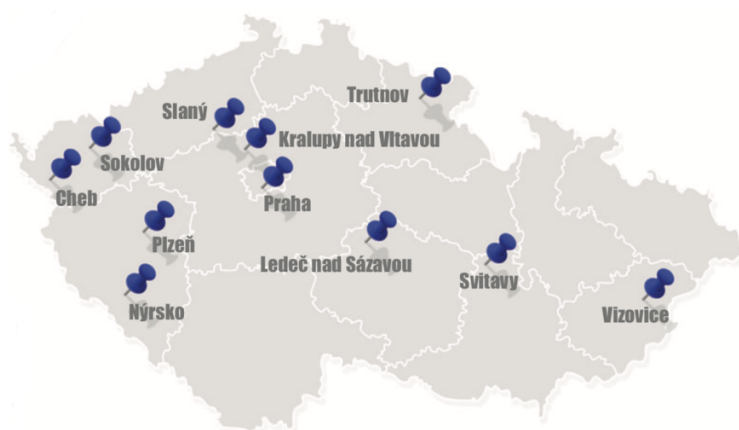 Trutnov
Slaný
Kralupy nad Vltavou
Sokolov
Cheb
Praha
Plzeň
Ledeč nad Sázavou
Svitavy
Nýrsko
Vizovice